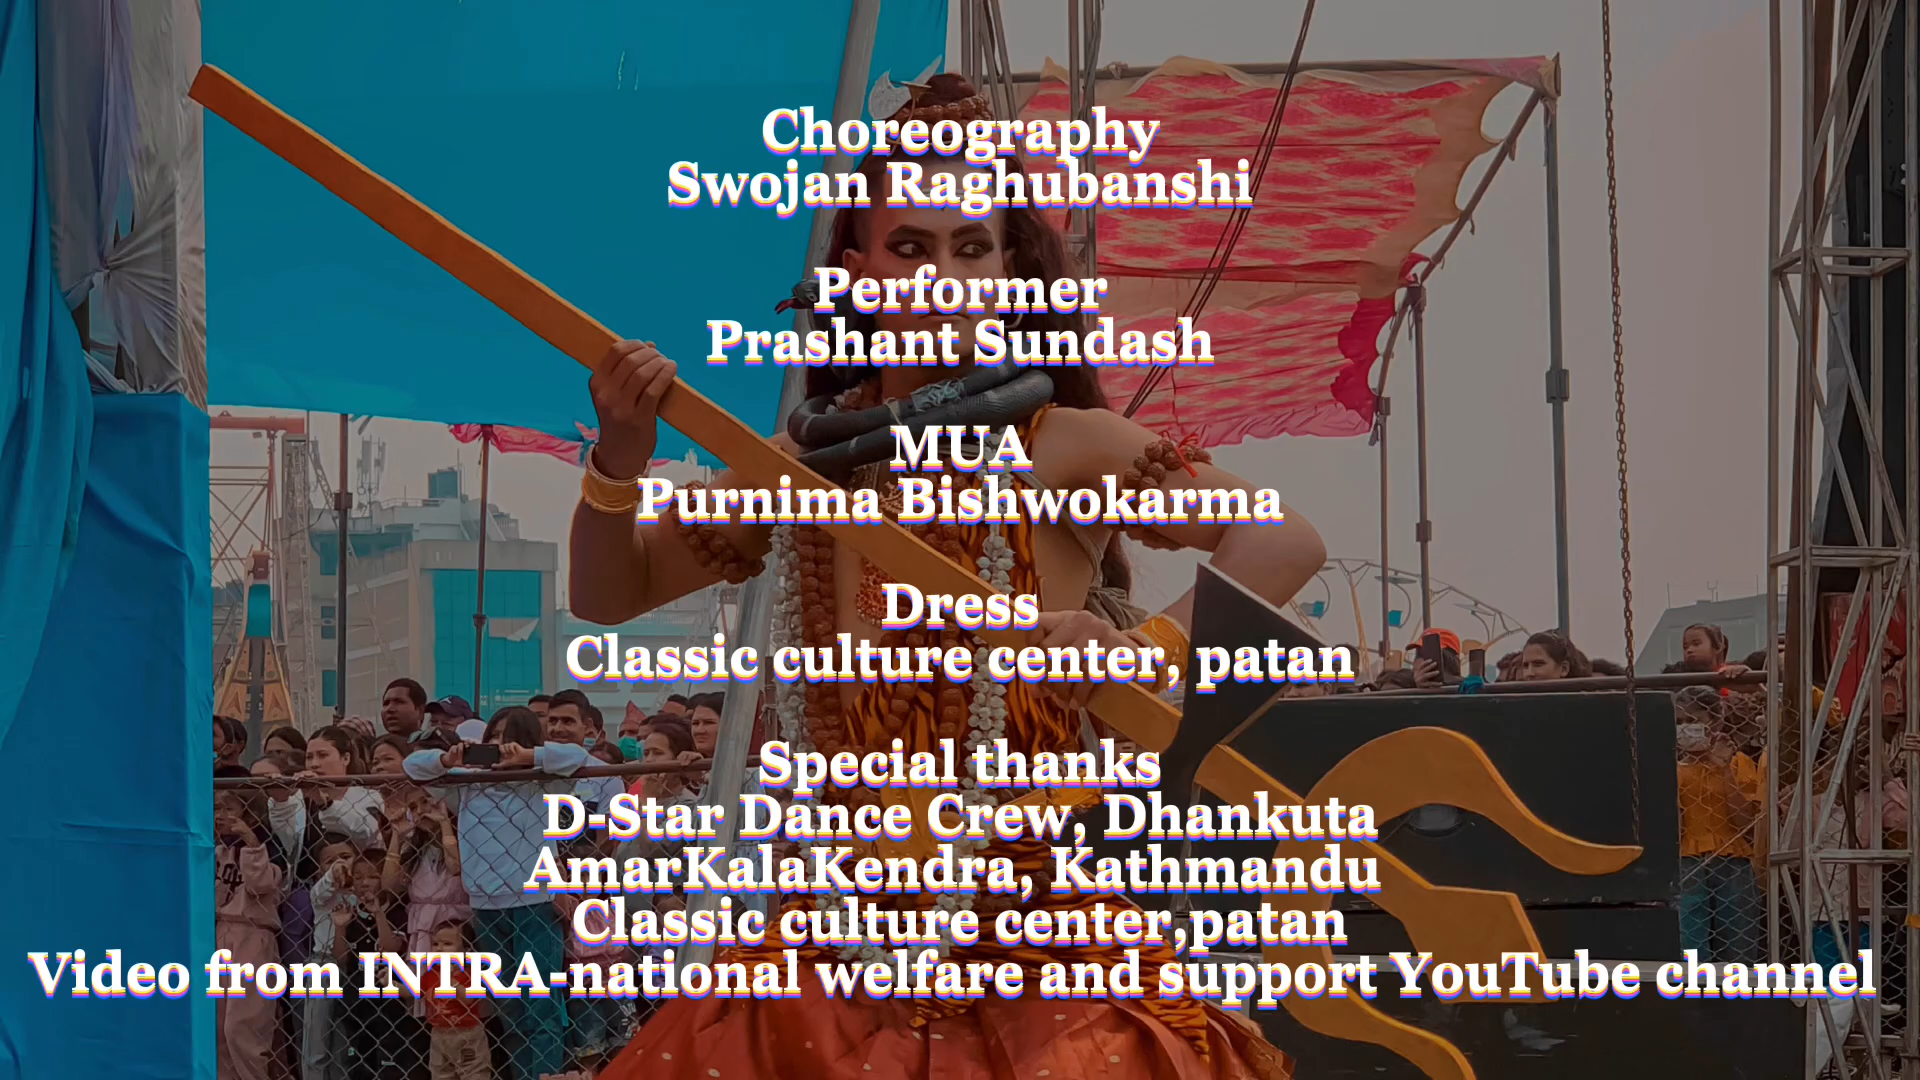 Choreography
Swojan Raghubanshi
Performer
Prashant Sundash
MUA
Purnima Bishwokarma
Dress
Classic culture center, patan
Special thanks
D-Star Dance Crew, Dhankuta
AmarKalaKendra, Kathmandu
Classic culture center,patan
Video from INTRA-national welfare and support YouTube channel